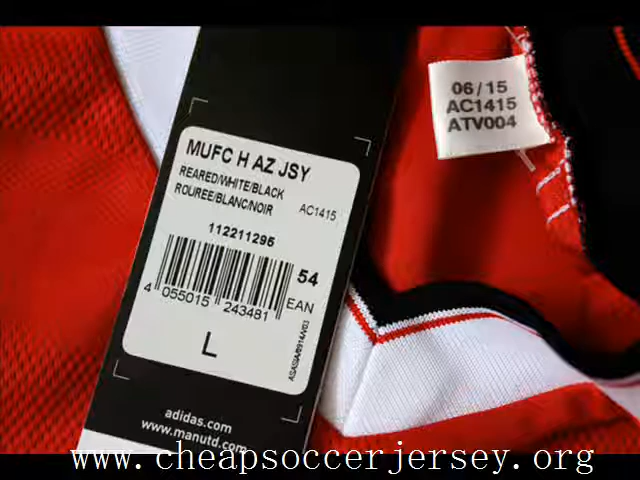 06/15
AC1415
ATV004
MUFC H AZ JSY
REARED/WHITE/BLACK
ROUREE/BLANC/NOIR
AC1415
112211295
54
4 055015 243481
EAN
L
adidas.com
www.manutd.com
www.cheapsoccerjersey.org